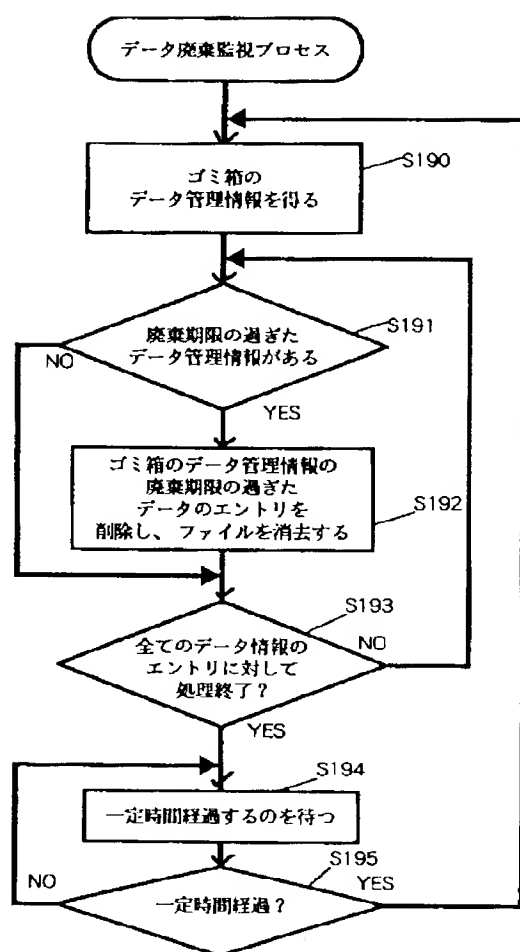 データ廃棄監視プロセス
S190
ゴミ箱の
データ管理情報を得る
S191
廃棄期限の過ぎた
データ管理情報がある
NO
YES
ゴミ箱のデータ管理情報の
廃棄期限の過ぎた
データのエントリを
削除し、ファイルを消去する
S192
S193
全てのデータ情報の
エントリに対して
処理終了？
NO
YES
S194
一定時間経過するのを待つ
S195
NO
一定時間経過？
YES